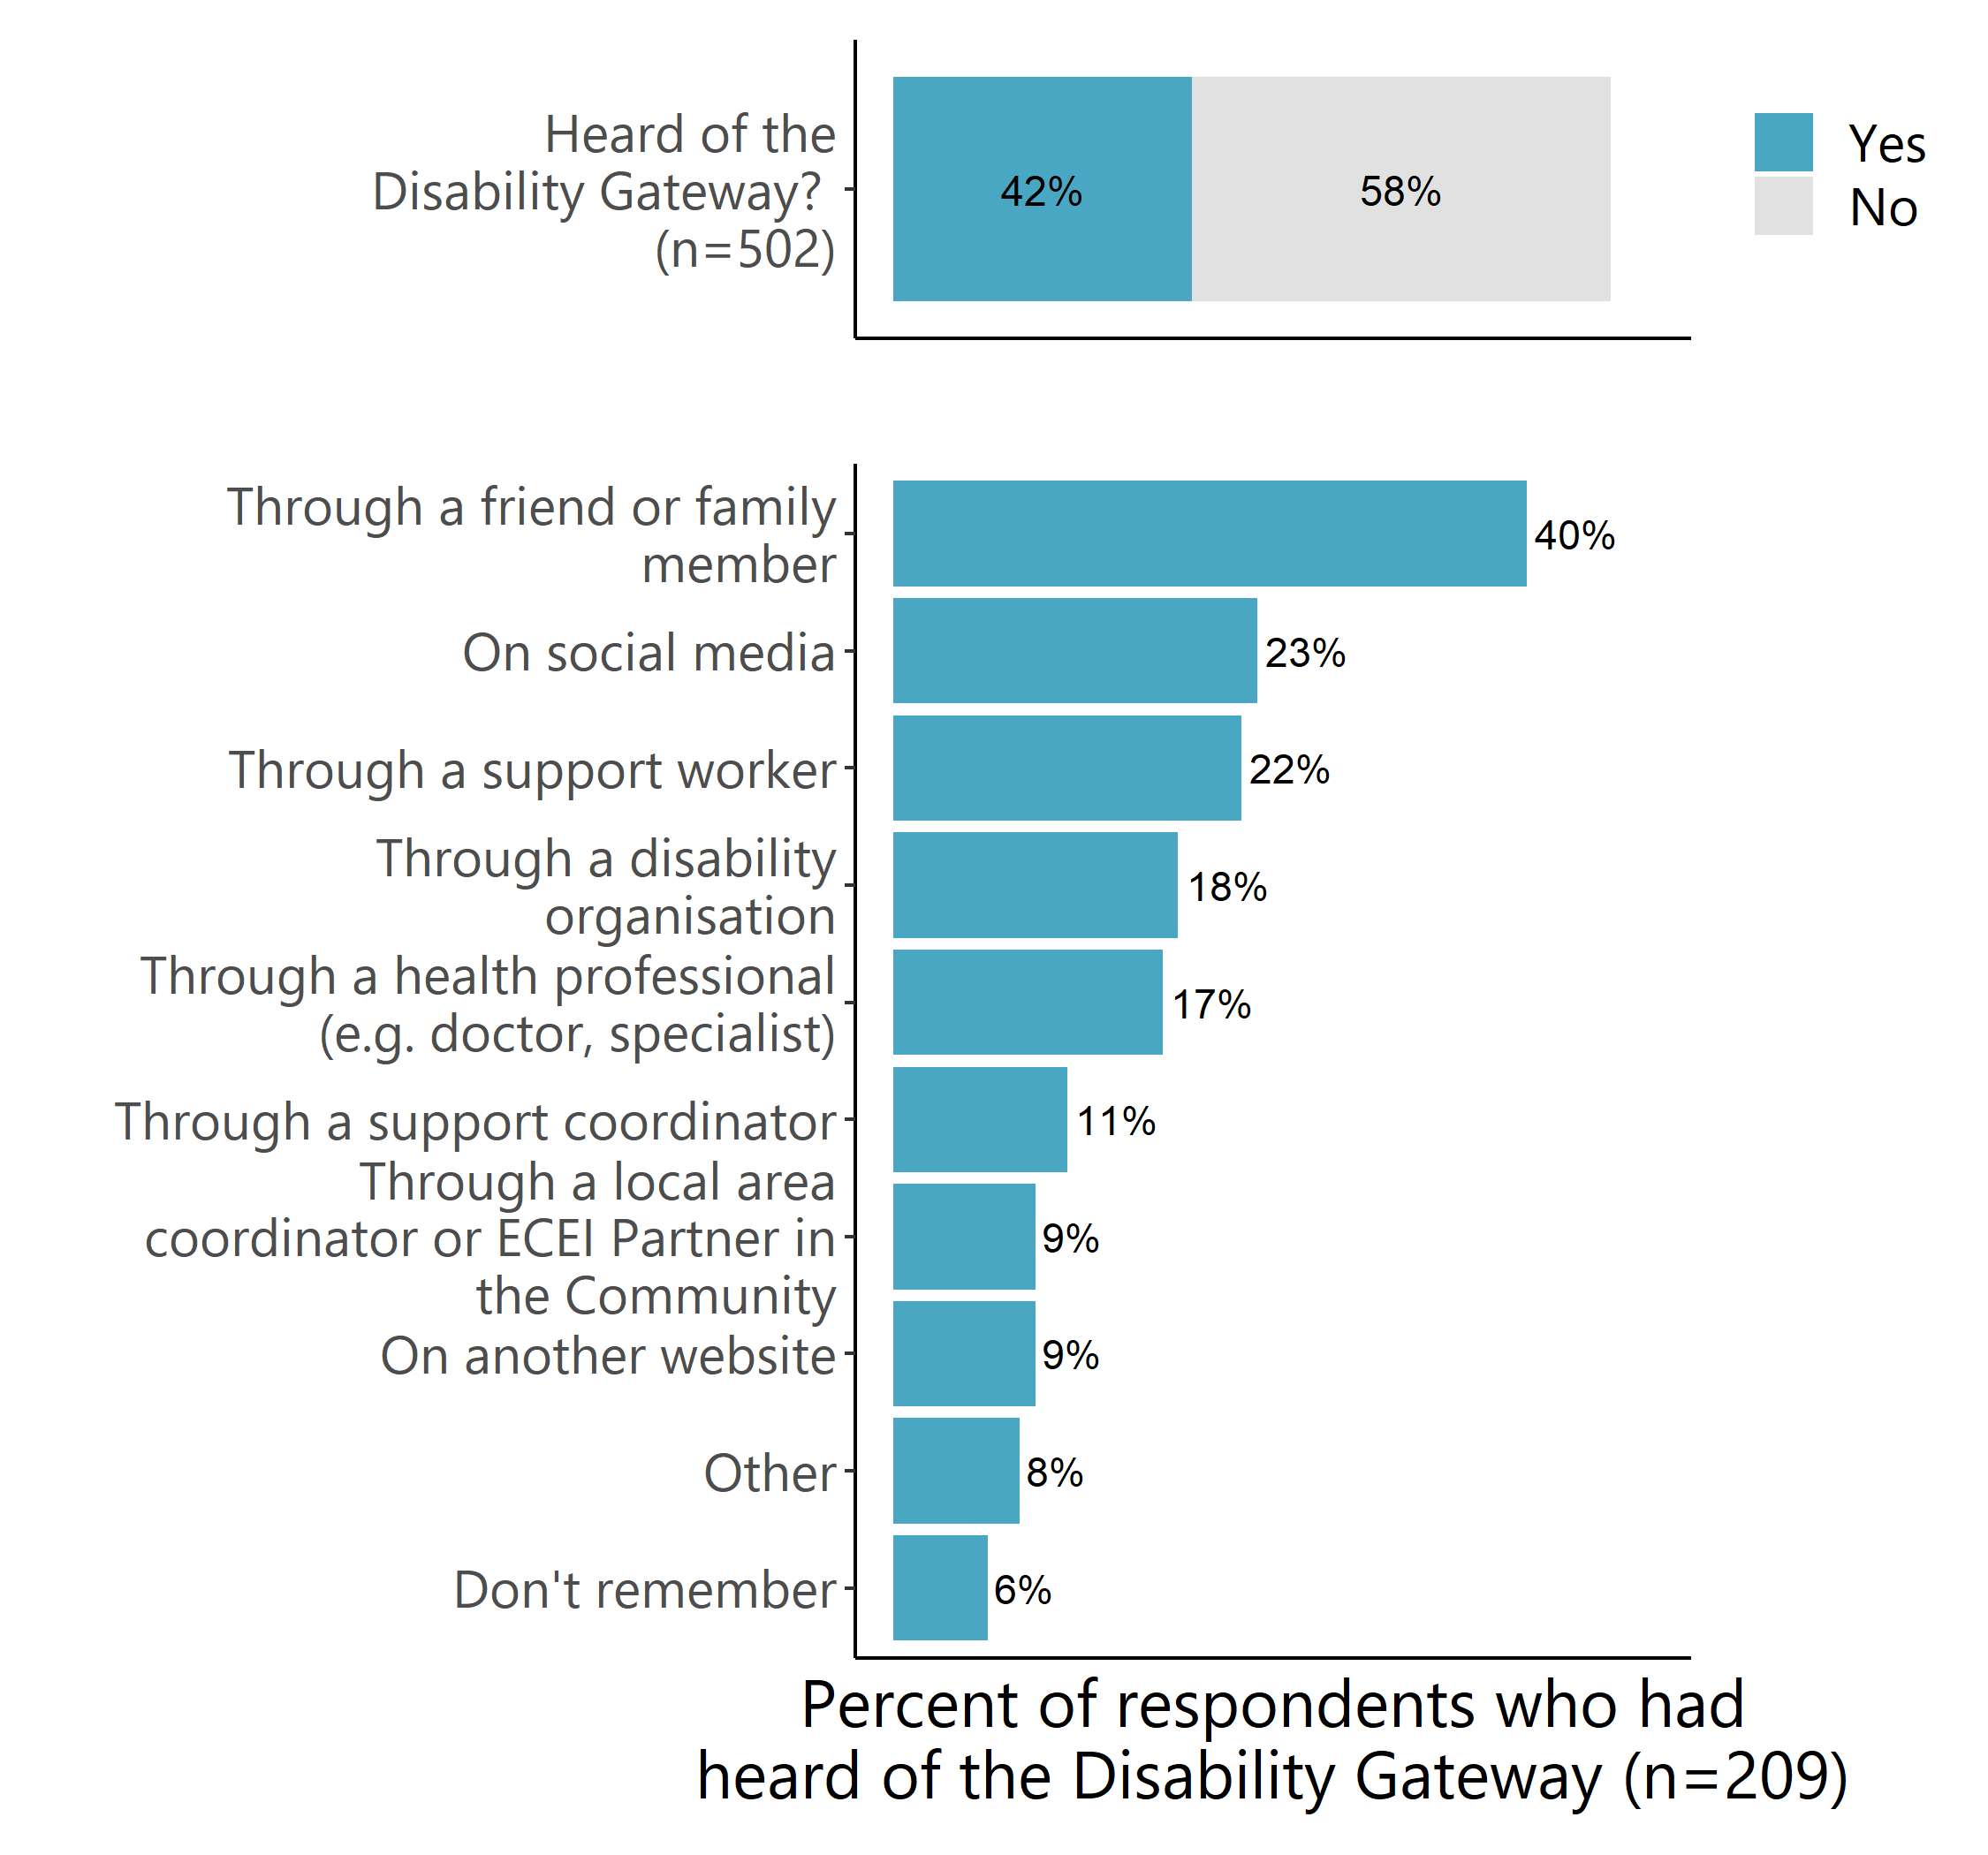 Heard of the
Disability Gateway?
(n=502)
42%
58%
Yes
No
Through a friend or family
member
40%
On social media
23%
Through a support worker
22%
Through a disability
organisation
18%
Through a health professional
(e.g. doctor, specialist)
17%
Through a support coordinator
11%
Through a local area
coordinator or ECEI Partner in
the Community
9%
On another website
9%
Other
8%
Don't remember
6%
Percent of respondents who had
heard of the Disability Gateway (n=209)